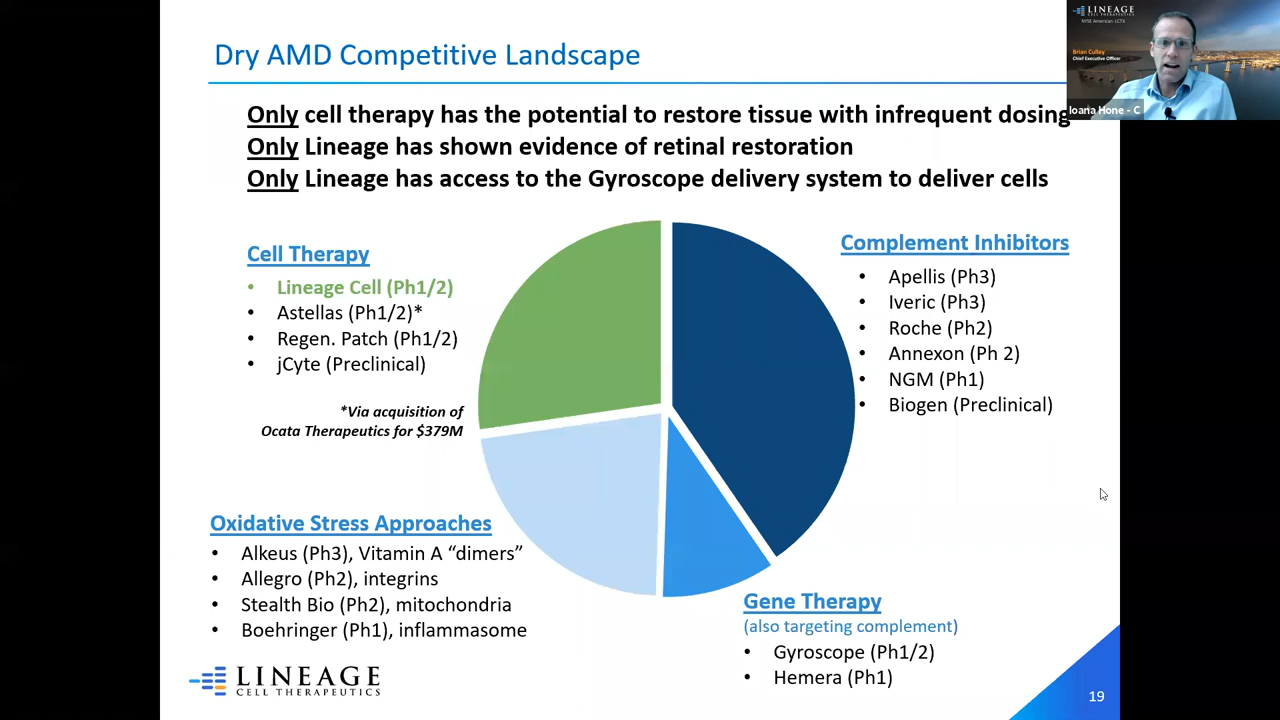 Dry AMD Competitive Landscape
LINEAGE
CELL THERAPEUTICS
NYSE American: LCTX
Brian Culley
Chief Executive Officer
Ioana Hone - C
Only cell therapy has the potential to restore tissue with infrequent dosing
Only Lineage has shown evidence of retinal restoration
Only Lineage has access to the Gyroscope delivery system to deliver cells
Cell Therapy
• Lineage Cell (Ph1/2)
• Astellas (Ph1/2)*
• Regen. Patch (Ph1/2)
• jCyte (Preclinical)
*Via acquisition of
Ocata Therapeutics for $379M
Complement Inhibitors
• Apellis (Ph3)
• Iveric (Ph3)
• Roche (Ph2)
• Annexon (Ph 2)
• NGM (Ph1)
• Biogen (Preclinical)
Oxidative Stress Approaches
• Alkeus (Ph3), Vitamin A “dimers”
• Allegro (Ph2), integrins
• Stealth Bio (Ph2), mitochondria
• Boehringer (Ph1), inflammasome
Gene Therapy
(also targeting complement)
• Gyroscope (Ph1/2)
• Hemera (Ph1)
LINEAGE
CELL THERAPEUTICS
19